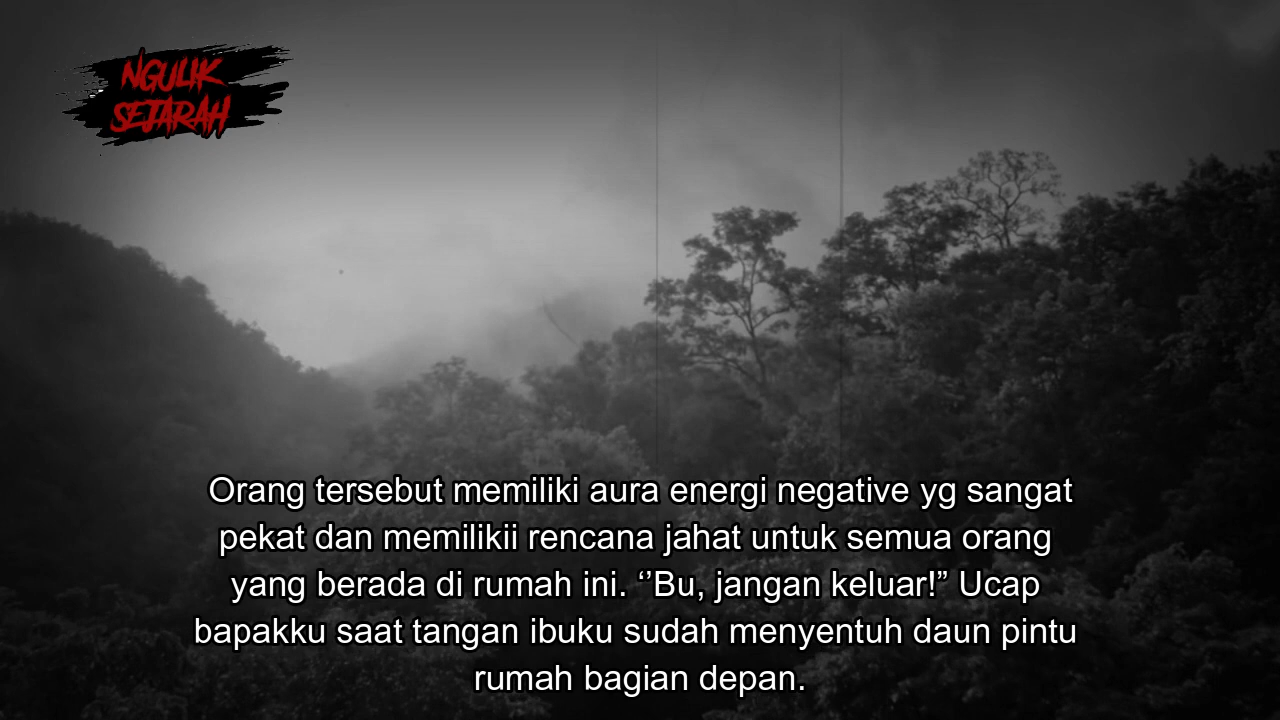 NGULIK
SEJARAH
Orang tersebut memiliki aura energi negative yg sangat
pekat dan memilikii rencana jahat untuk semua orang
yang berada di rumah ini. ‘’Bu, jangan keluar!” Ucap
bapakku saat tangan ibuku sudah menyentuh daun pintu
rumah bagian depan.